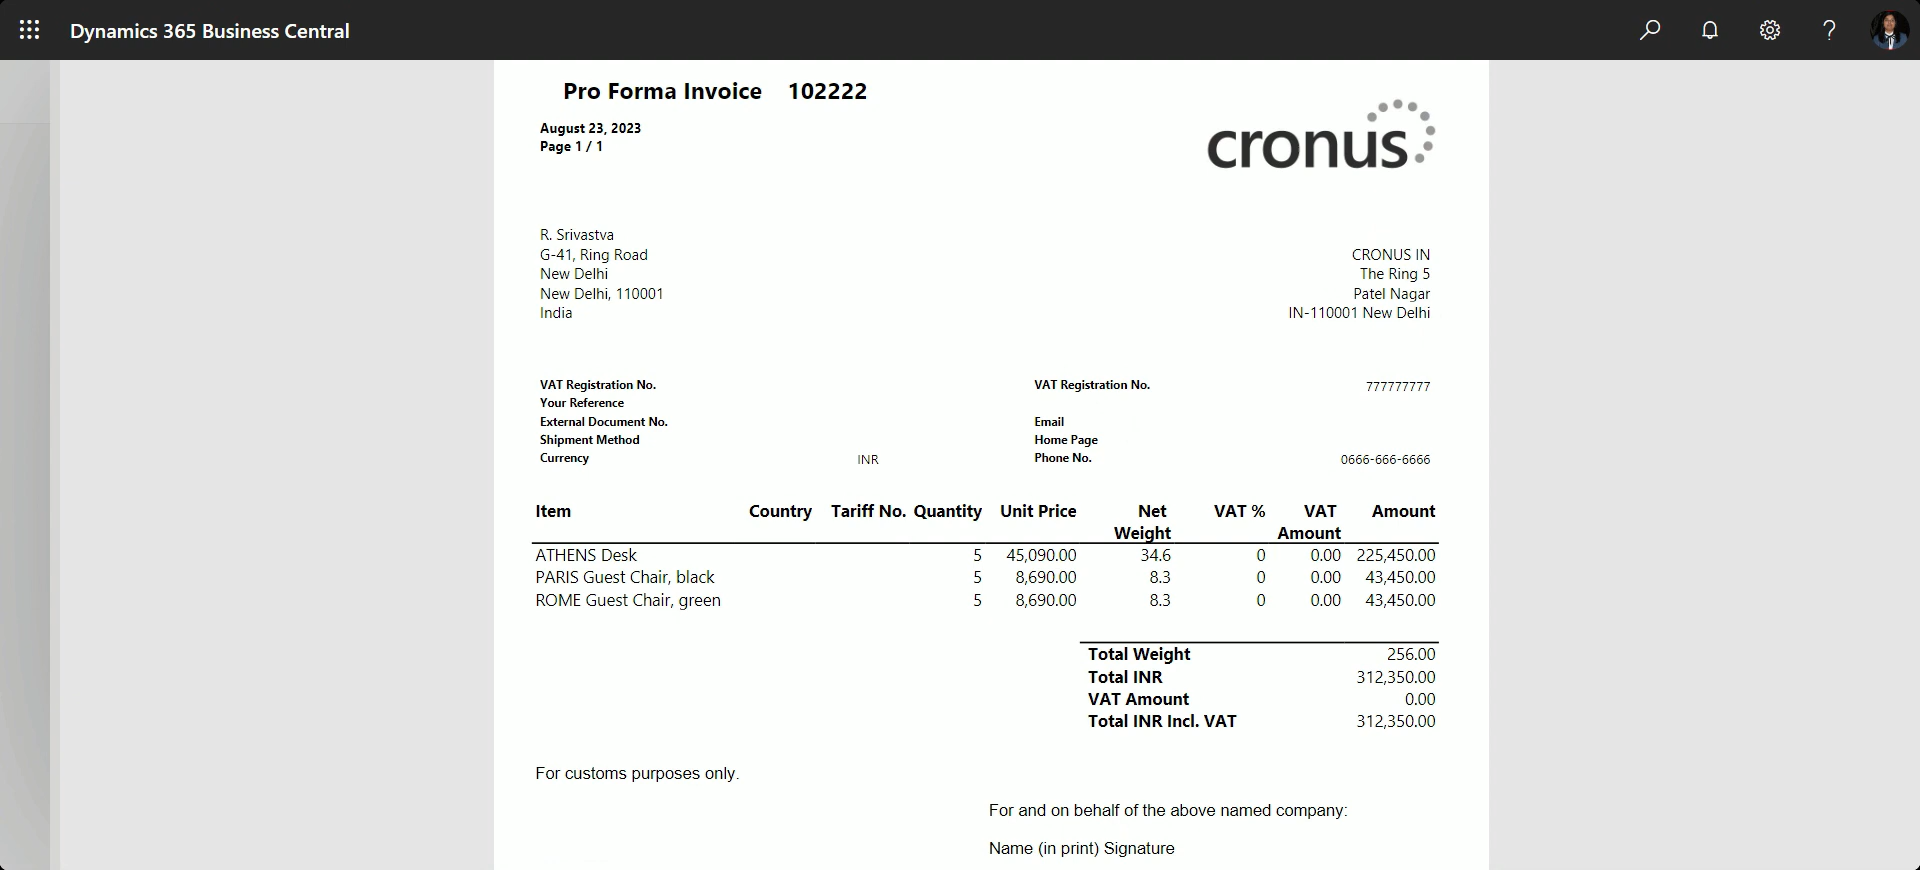 Dynamics 365 Business Central
Pro Forma Invoice 102222
August 23, 2023
Page 1 / 1
cronus
R. Srivastva
G-41, Ring Road
New Delhi
New Delhi, 110001
India
CRONUS IN
The Ring 5
Patel Nagar
IN-110001 New Delhi
VAT Registration No.
Your Reference
External Document No.
Shipment Method
Currency INR
VAT Registration No. 777777777
Email
Home Page
Phone No. 0666-666-6666
Item Country Tariff No. Quantity Unit Price Net Weight VAT % VAT Amount Amount
ATHENS Desk 5 45,090.00 34.6 0 0.00 225,450.00
PARIS Guest Chair, black 5 8,690.00 8.3 0 0.00 43,450.00
ROME Guest Chair, green 5 8,690.00 8.3 0 0.00 43,450.00
Total Weight 256.00
Total INR 312,350.00
VAT Amount 0.00
Total INR Incl. VAT 312,350.00
For customs purposes only.
For and on behalf of the above named company:
Name (in print) Signature